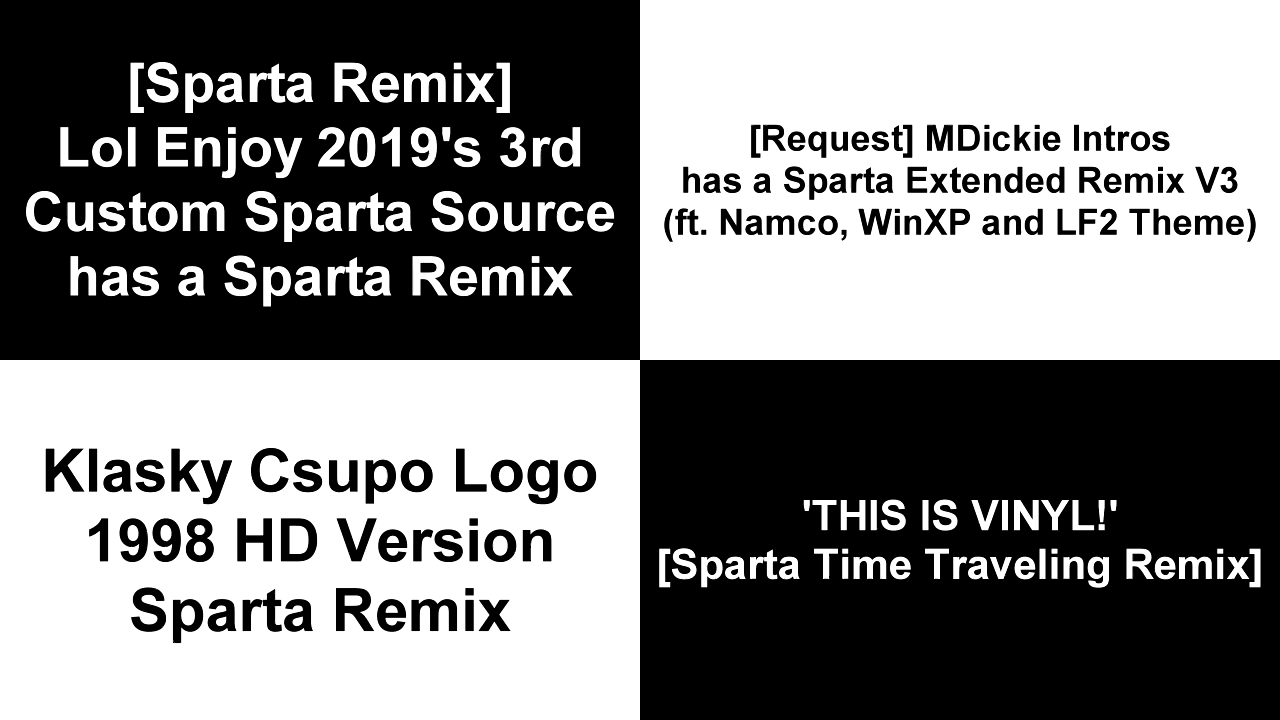 [Sparta Remix]
Lol Enjoy 2019's 3rd
Custom Sparta Source
has a Sparta Remix
[Request] MDickie Intros
has a Sparta Extended Remix V3
(ft. Namco, WinXP and LF2 Theme)
Klasky Csupo Logo
1998 HD Version
Sparta Remix
'THIS IS VINYL!'
[Sparta Time Traveling Remix]